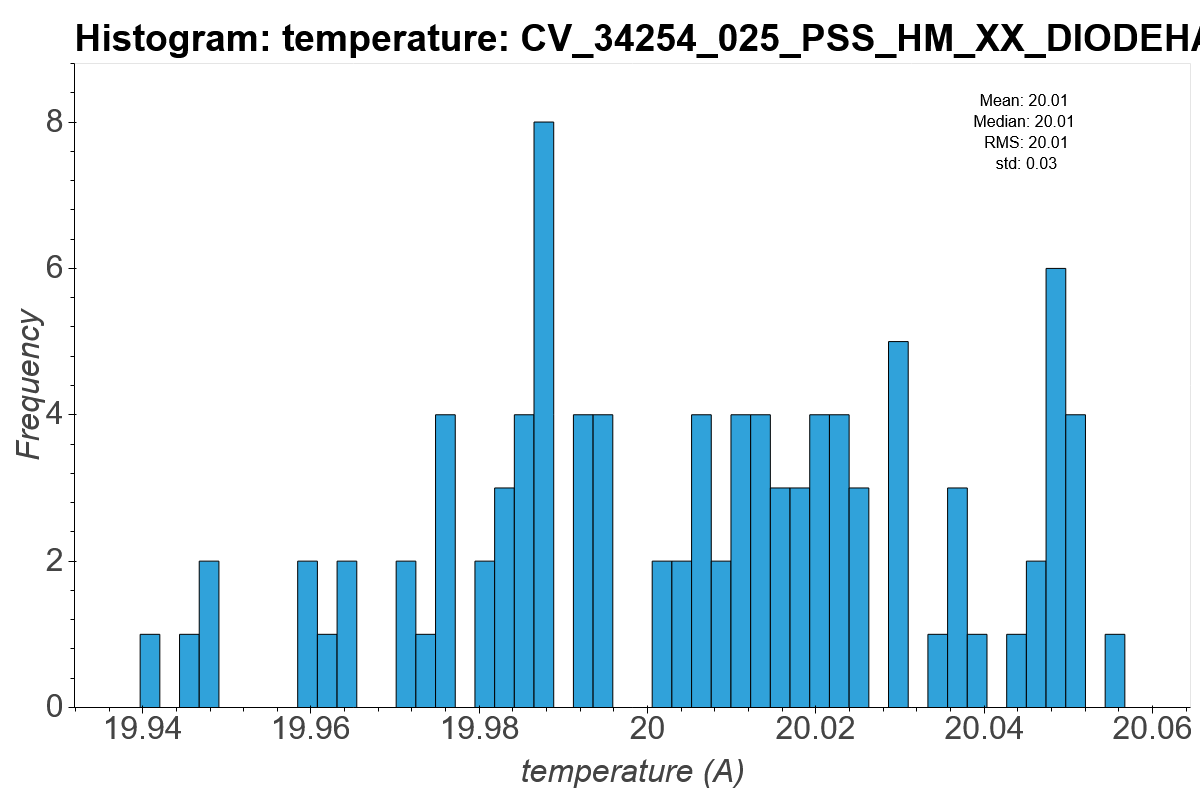 Histogram: temperature: CV_34254_025_PSS_HM_XX_DIODEHA
Mean: 20.01
Median: 20.01
RMS: 20.01
std: 0.03
8
6
4
2
0
Frequency
19.94 19.96 19.98 20 20.02 20.04 20.06
temperature (A)